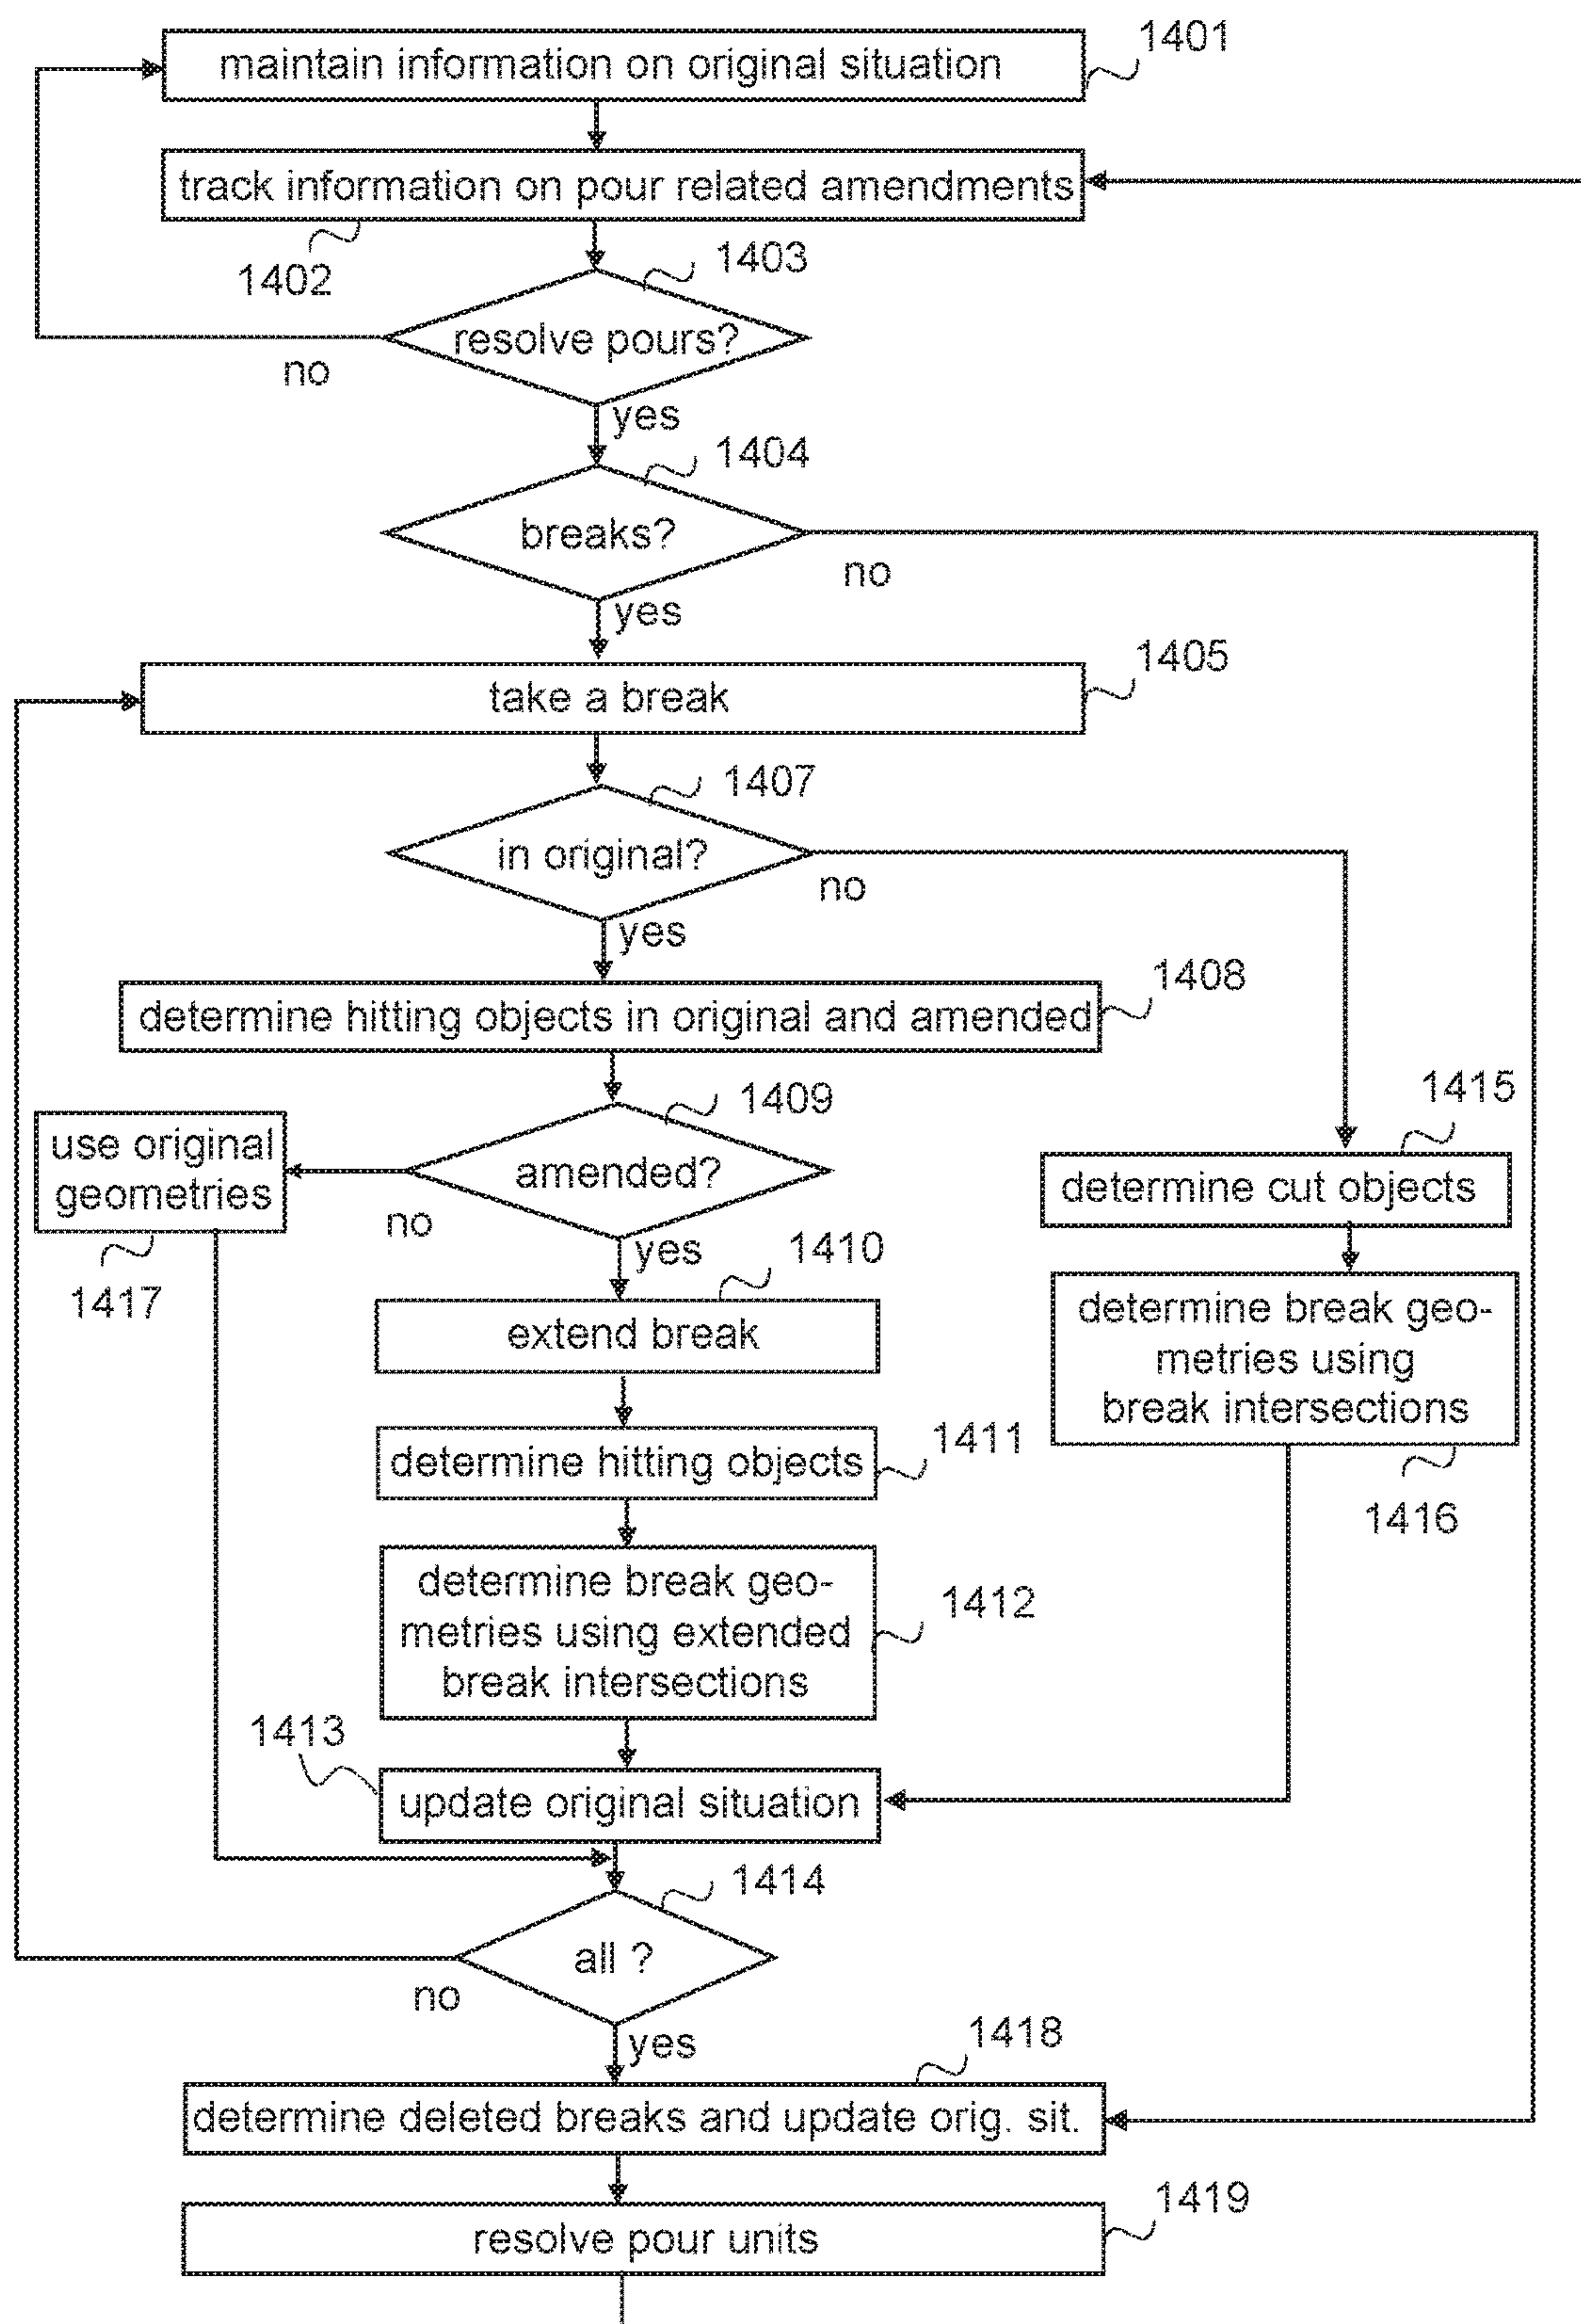 maintain information on original situation
1401
track information on pour related amendments
1402
1403
resolve pours?
no
yes
1404
breaks?
no
yes
1405
take a break
1407
in original?
no
yes
1408
determine hitting objects in original and amended
1409
amended?
no
yes
use original
geometries
1417
1415
determine cut objects
1410
extend break
determine break geo-
metries using
break intersections
1416
1411
determine hitting objects
determine break geo-
metries using extended
break intersections
1412
1413
update original situation
1414
all ?
no
yes
1418
determine deleted breaks and update orig. sit.
1419
resolve pour units